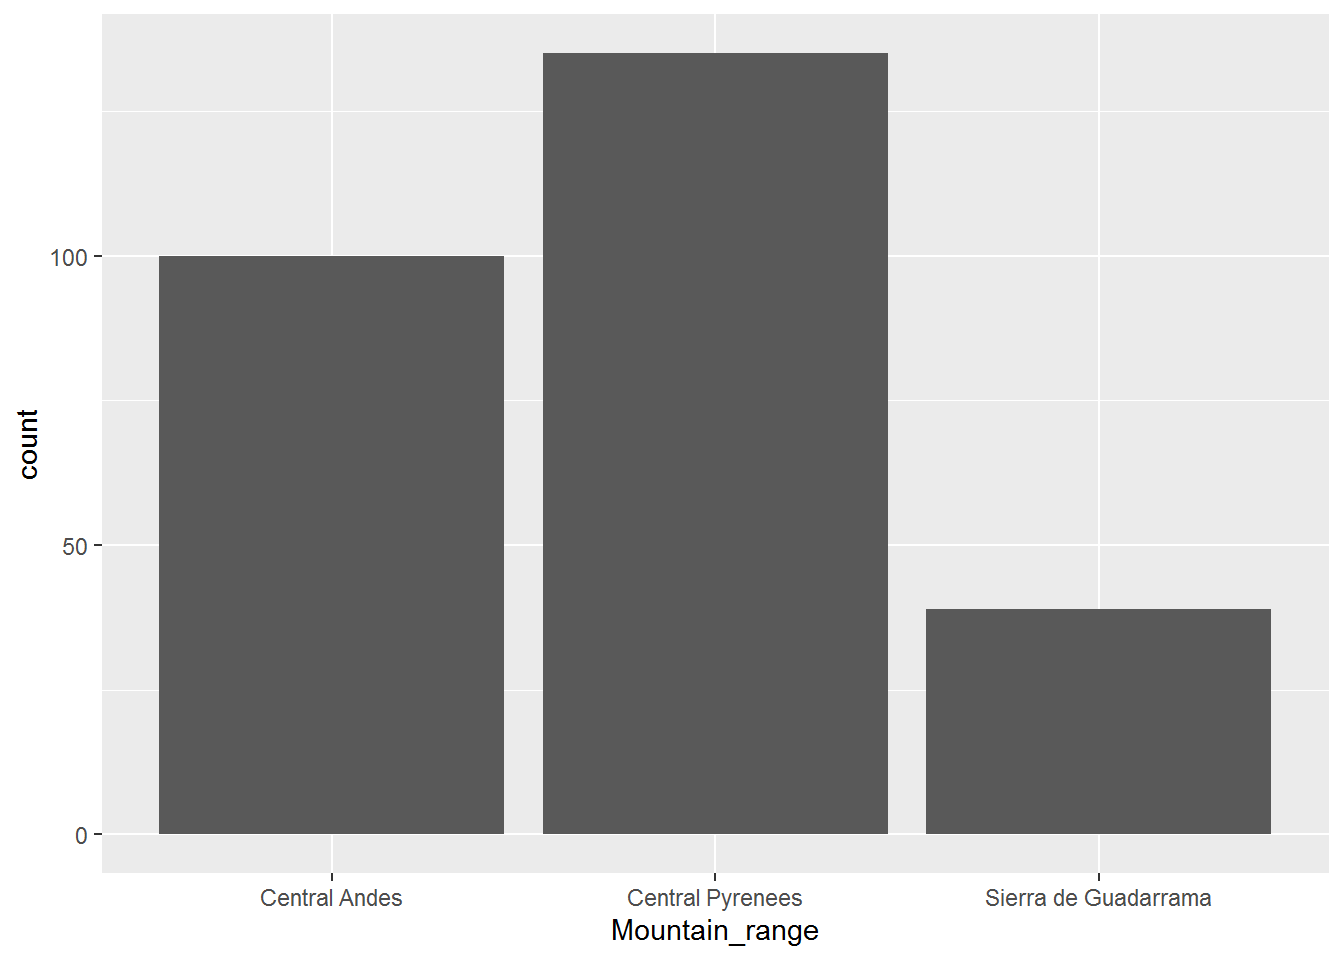 count
100
50
0
Central Andes
Central Pyrenees
Sierra de Guadarrama
Mountain_range